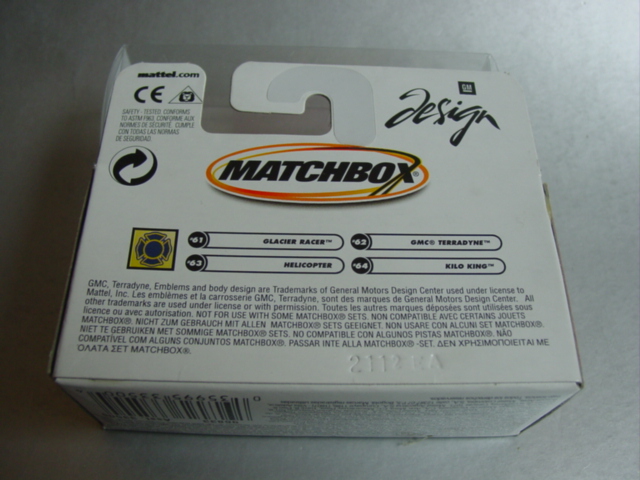 mattel.com
CE
GM
design
SAFETY - TESTED. CONFORMS
TO ASTM F963. CONFORME AUX
NORMES DE SÉCURITÉ. CUMPLE
CON TODAS LAS NORMAS
DE SEGURIDAD.
MATCHBOX®
#61 GLACIER RACER™
#62 GMC® TERRADYNE™
#63 HELICOPTER
#64 KILO KING™
GMC, Terradyne, Emblems and body design are Trademarks of General Motors Design Center used under license to
Mattel, Inc. Les emblèmes et la carrosserie GMC, Terradyne, sont des marques de General Motors Design Center. All
other trademarks are used under license or with permission. Toutes les autres marques déposées sont utilisées sous
licence ou avec autorisation. NOT FOR USE WITH SOME MATCHBOX® SETS. NON COMPATIBLE AVEC CERTAINS JOUETS
MATCHBOX®. NICHT ZUM GEBRAUCH MIT ALLEN MATCHBOX® SETS GEEIGNET. NON USARE CON ALCUNI SET MATCHBOX®.
NIET TE GEBRUIKEN MET SOMMIGE MATCHBOX® SETS. NO COMPATIBLE CON ALGUNOS PISTAS MATCHBOX®. NÃO
COMPATÍVEL COM ALGUNS CONJUNTOS MATCHBOX®. PASSAR INTE ALLA MATCHBOX® -SET. ΔΕΝ ΧΡΗΣΙΜΟΠΟΙΕΙΤΑΙ ΜΕ
ΟΛΑ ΤΑ ΣΕΤ MATCHBOX®.